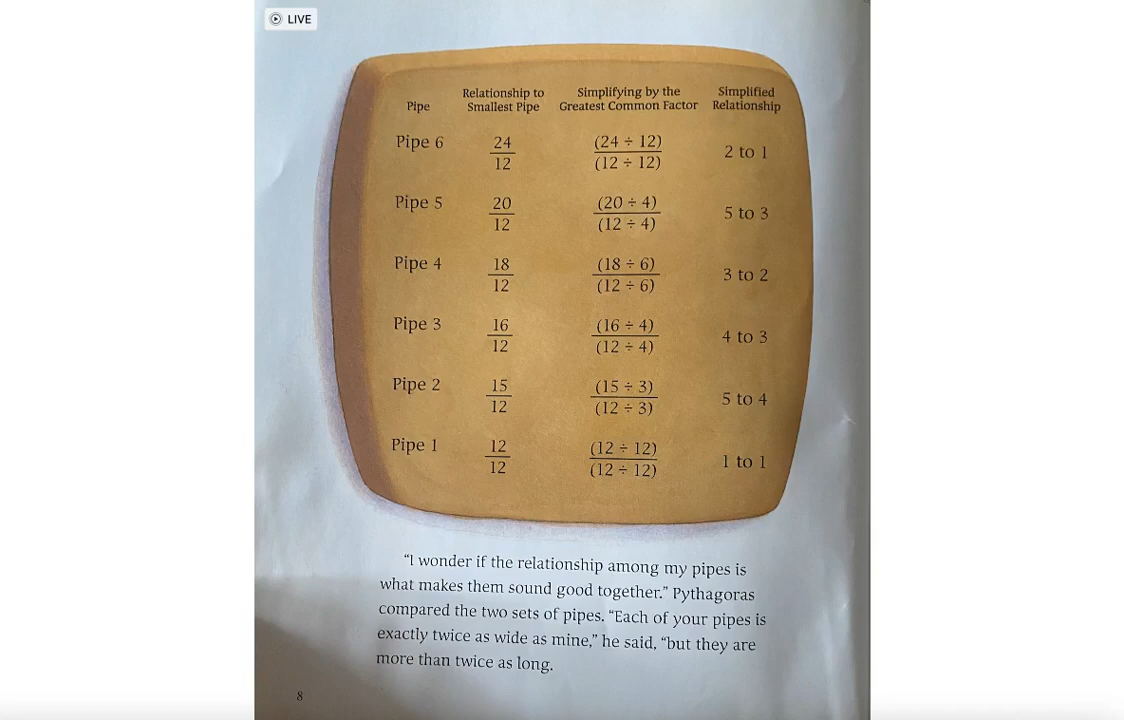 LIVE
Pipe Relationship to Smallest Pipe Simplifying by the Greatest Common Factor Simplified Relationship
Pipe 6 24/12 (24 ÷ 12)/(12 ÷ 12) 2 to 1
Pipe 5 20/12 (20 ÷ 4)/(12 ÷ 4) 5 to 3
Pipe 4 18/12 (18 ÷ 6)/(12 ÷ 6) 3 to 2
Pipe 3 16/12 (16 ÷ 4)/(12 ÷ 4) 4 to 3
Pipe 2 15/12 (15 ÷ 3)/(12 ÷ 3) 5 to 4
Pipe 1 12/12 (12 ÷ 12)/(12 ÷ 12) 1 to 1
“I wonder if the relationship among my pipes is
what makes them sound good together.” Pythagoras
compared the two sets of pipes. “Each of your pipes is
exactly twice as wide as mine,” he said, “but they are
more than twice as long.
8